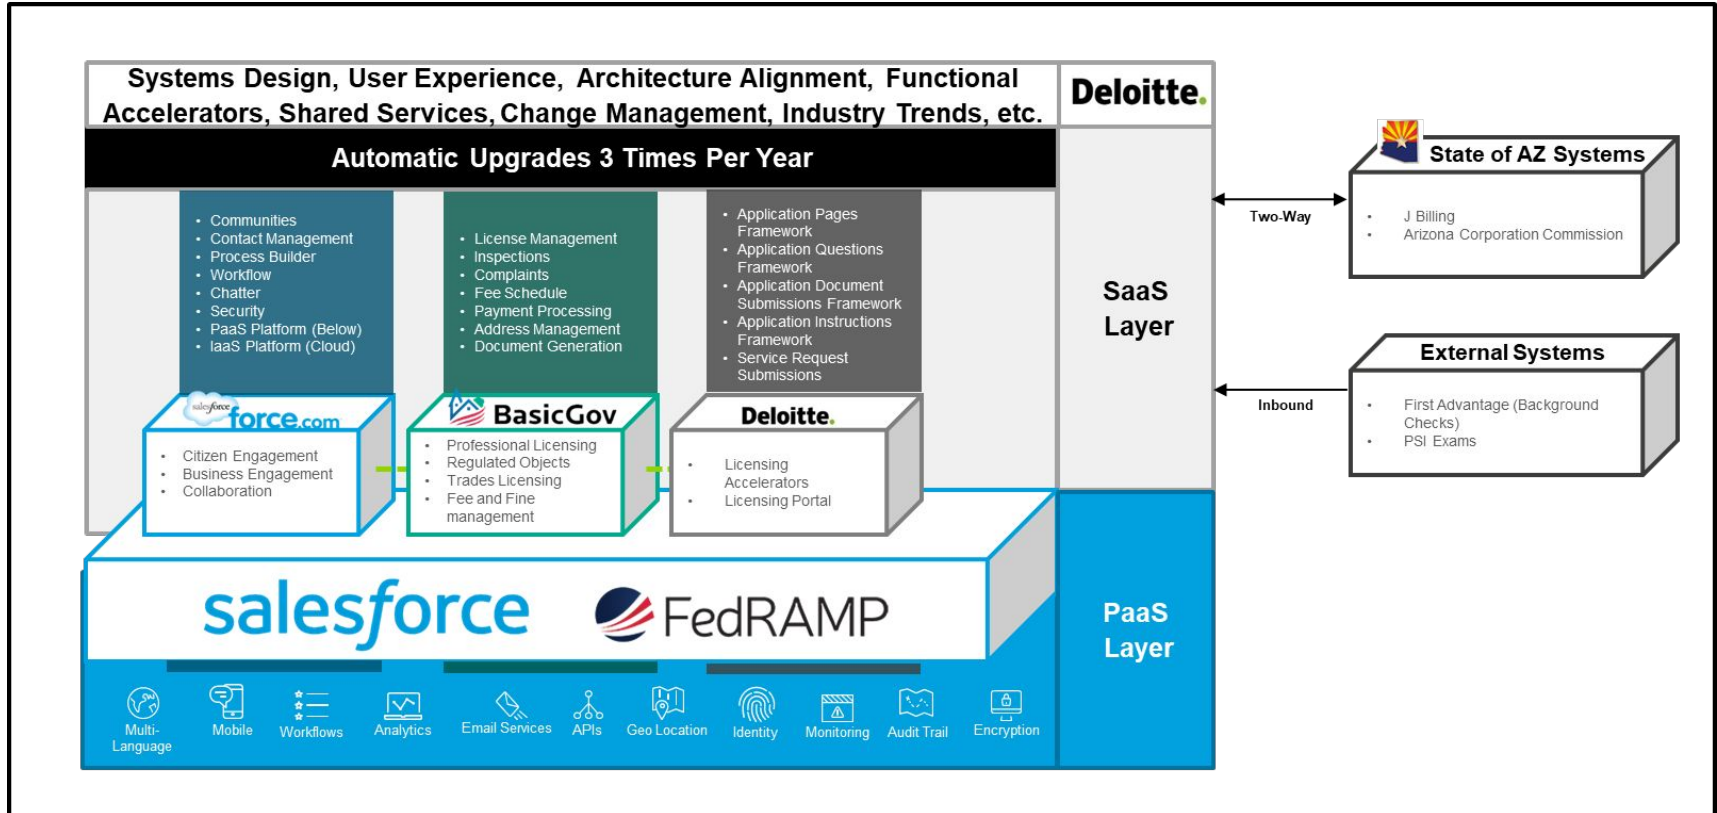 Systems Design, User Experience, Architecture Alignment, Functional
Accelerators, Shared Services, Change Management, Industry Trends, etc.
Deloitte.
Automatic Upgrades 3 Times Per Year
• Communities
• Contact Management
• Process Builder
• Workflow
• Chatter
• Security
• PaaS Platform (Below)
• IaaS Platform (Cloud)
• License Management
• Inspections
• Complaints
• Fee Schedule
• Payment Processing
• Address Management
• Document Generation
• Application Pages
Framework
• Application Questions
Framework
• Application Document
Submissions Framework
• Application Instructions
Framework
• Service Request
Submissions
SaaS
Layer
salesforce
force.com
• Citizen Engagement
• Business Engagement
• Collaboration
BasicGov
• Professional Licensing
• Regulated Objects
• Trades Licensing
• Fee and Fine
management
Deloitte.
• Licensing
Accelerators
• Licensing Portal
salesforce
FedRAMP
PaaS
Layer
Multi-
Language
Mobile
Workflows
Analytics
Email Services
APIs
Geo Location
Identity
Monitoring
Audit Trail
Encryption
Two-Way
State of AZ Systems
• J Billing
• Arizona Corporation Commission
Inbound
External Systems
• First Advantage (Background
Checks)
• PSI Exams